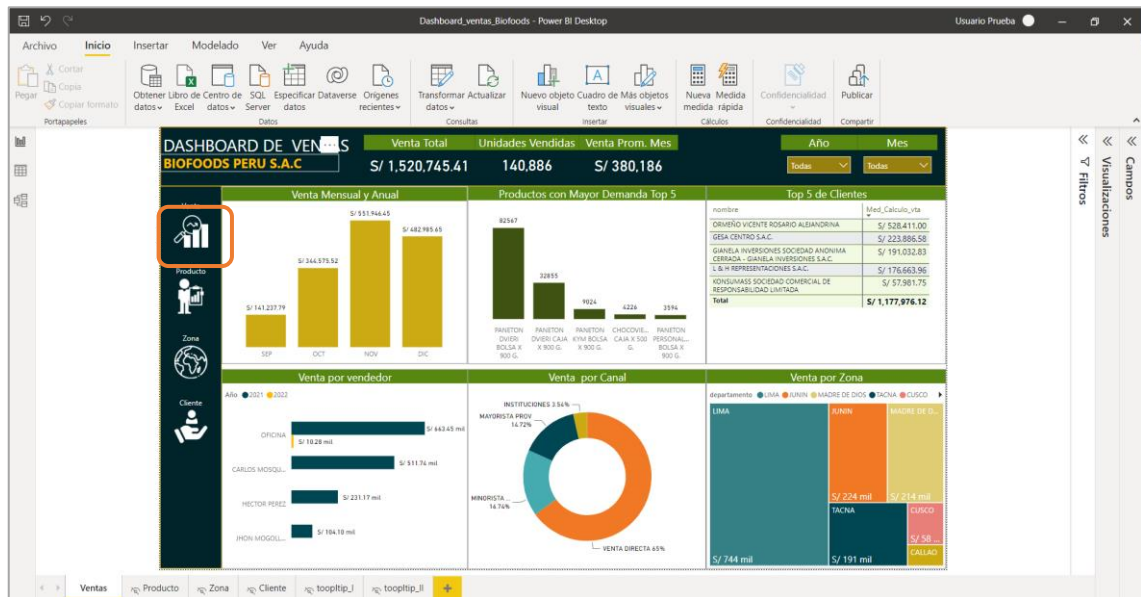 Dashboard_ventas_Biofoods - Power BI Desktop
Usuario Prueba
Archivo Inicio Insertar Modelado Ver Ayuda
Pegar
Cortar
Copia
Copiar formato
Portapapeles
Obtener datos
Libro de Excel
Centro de datos
SQL Server
Especificar datos
Dataverse
Orígenes recientes
Datos
Transformar datos
Actualizar
Consultas
Nuevo objeto visual
Cuadro de texto
Más objetos visuales
Insertar
Nueva medida
Medida rápida
Cálculos
Confidencialidad
Confidencialidad
Publicar
Compartir
DASHBOARD DE VEN... S
BIOFOODS PERU S.A.C
Venta Total
S/ 1,520,745.41
Unidades Vendidas
140,886
Venta Prom. Mes
S/ 380,186
Año
Todas
Mes
Todas
Filtros
Visualizaciones
Campos
Producto
Zona
Cliente
Venta Mensual y Anual
S/ 141.237.79
S/ 344,575.52
S/ 551.946.45
S/ 482,985.65
SEP OCT NOV DIC
Productos con Mayor Demanda Top 5
82567
32855
9024
4226
3594
PANETON DVIERI BOLSA X 900 G.
PANETON DVIERI CAJA X 900 G.
PANETON KYM BOLSA X 900 G.
CHOCOVIE... CAJA X 500 G.
PANETON PERSONAL... BOLSA X 900 G.
Top 5 de Clientes
nombre Med_Calculo_vta
ORMEÑO VICENTE ROSARIO ALEJANDRINA S/ 528.411.00
GESA CENTRO S.A.C. S/ 223,886.58
GIANELA INVERSIONES SOCIEDAD ANONIMA CERRADA - GIANELA INVERSIONES S.A.C. S/ 191.032.83
L & H REPRESENTACIONES S.A.C. S/ 176.663.96
KONSUMASS SOCIEDAD COMERCIAL DE RESPONSABILIDAD LIMITADA S/ 57,981.75
Total S/ 1,177,976.12
Venta por vendedor
Año 2021 2022
OFICINA
S/ 663.45 mil
S/ 10.28 mil
CARLOS MOSQU...
S/ 511.74 mil
HECTOR PEREZ
S/ 231.17 mil
JHON MOGOLL...
S/ 104.10 mil
Venta por Canal
INSTITUCIONES 3.54%
MAYORISTA PROV 14.72%
MINORISTA ... 16.74%
VENTA DIRECTA 65%
Venta por Zona
departamento LIMA JUNIN MADRE DE DIOS TACNA CUSCO
LIMA
S/ 744 mil
JUNIN
S/ 224 mil
MADRE DE D...
S/ 214 mil
TACNA
S/ 191 mil
CUSCO
S/ 58 ...
CALLAO
Ventas Producto Zona Cliente toopltip_I toopltip_II